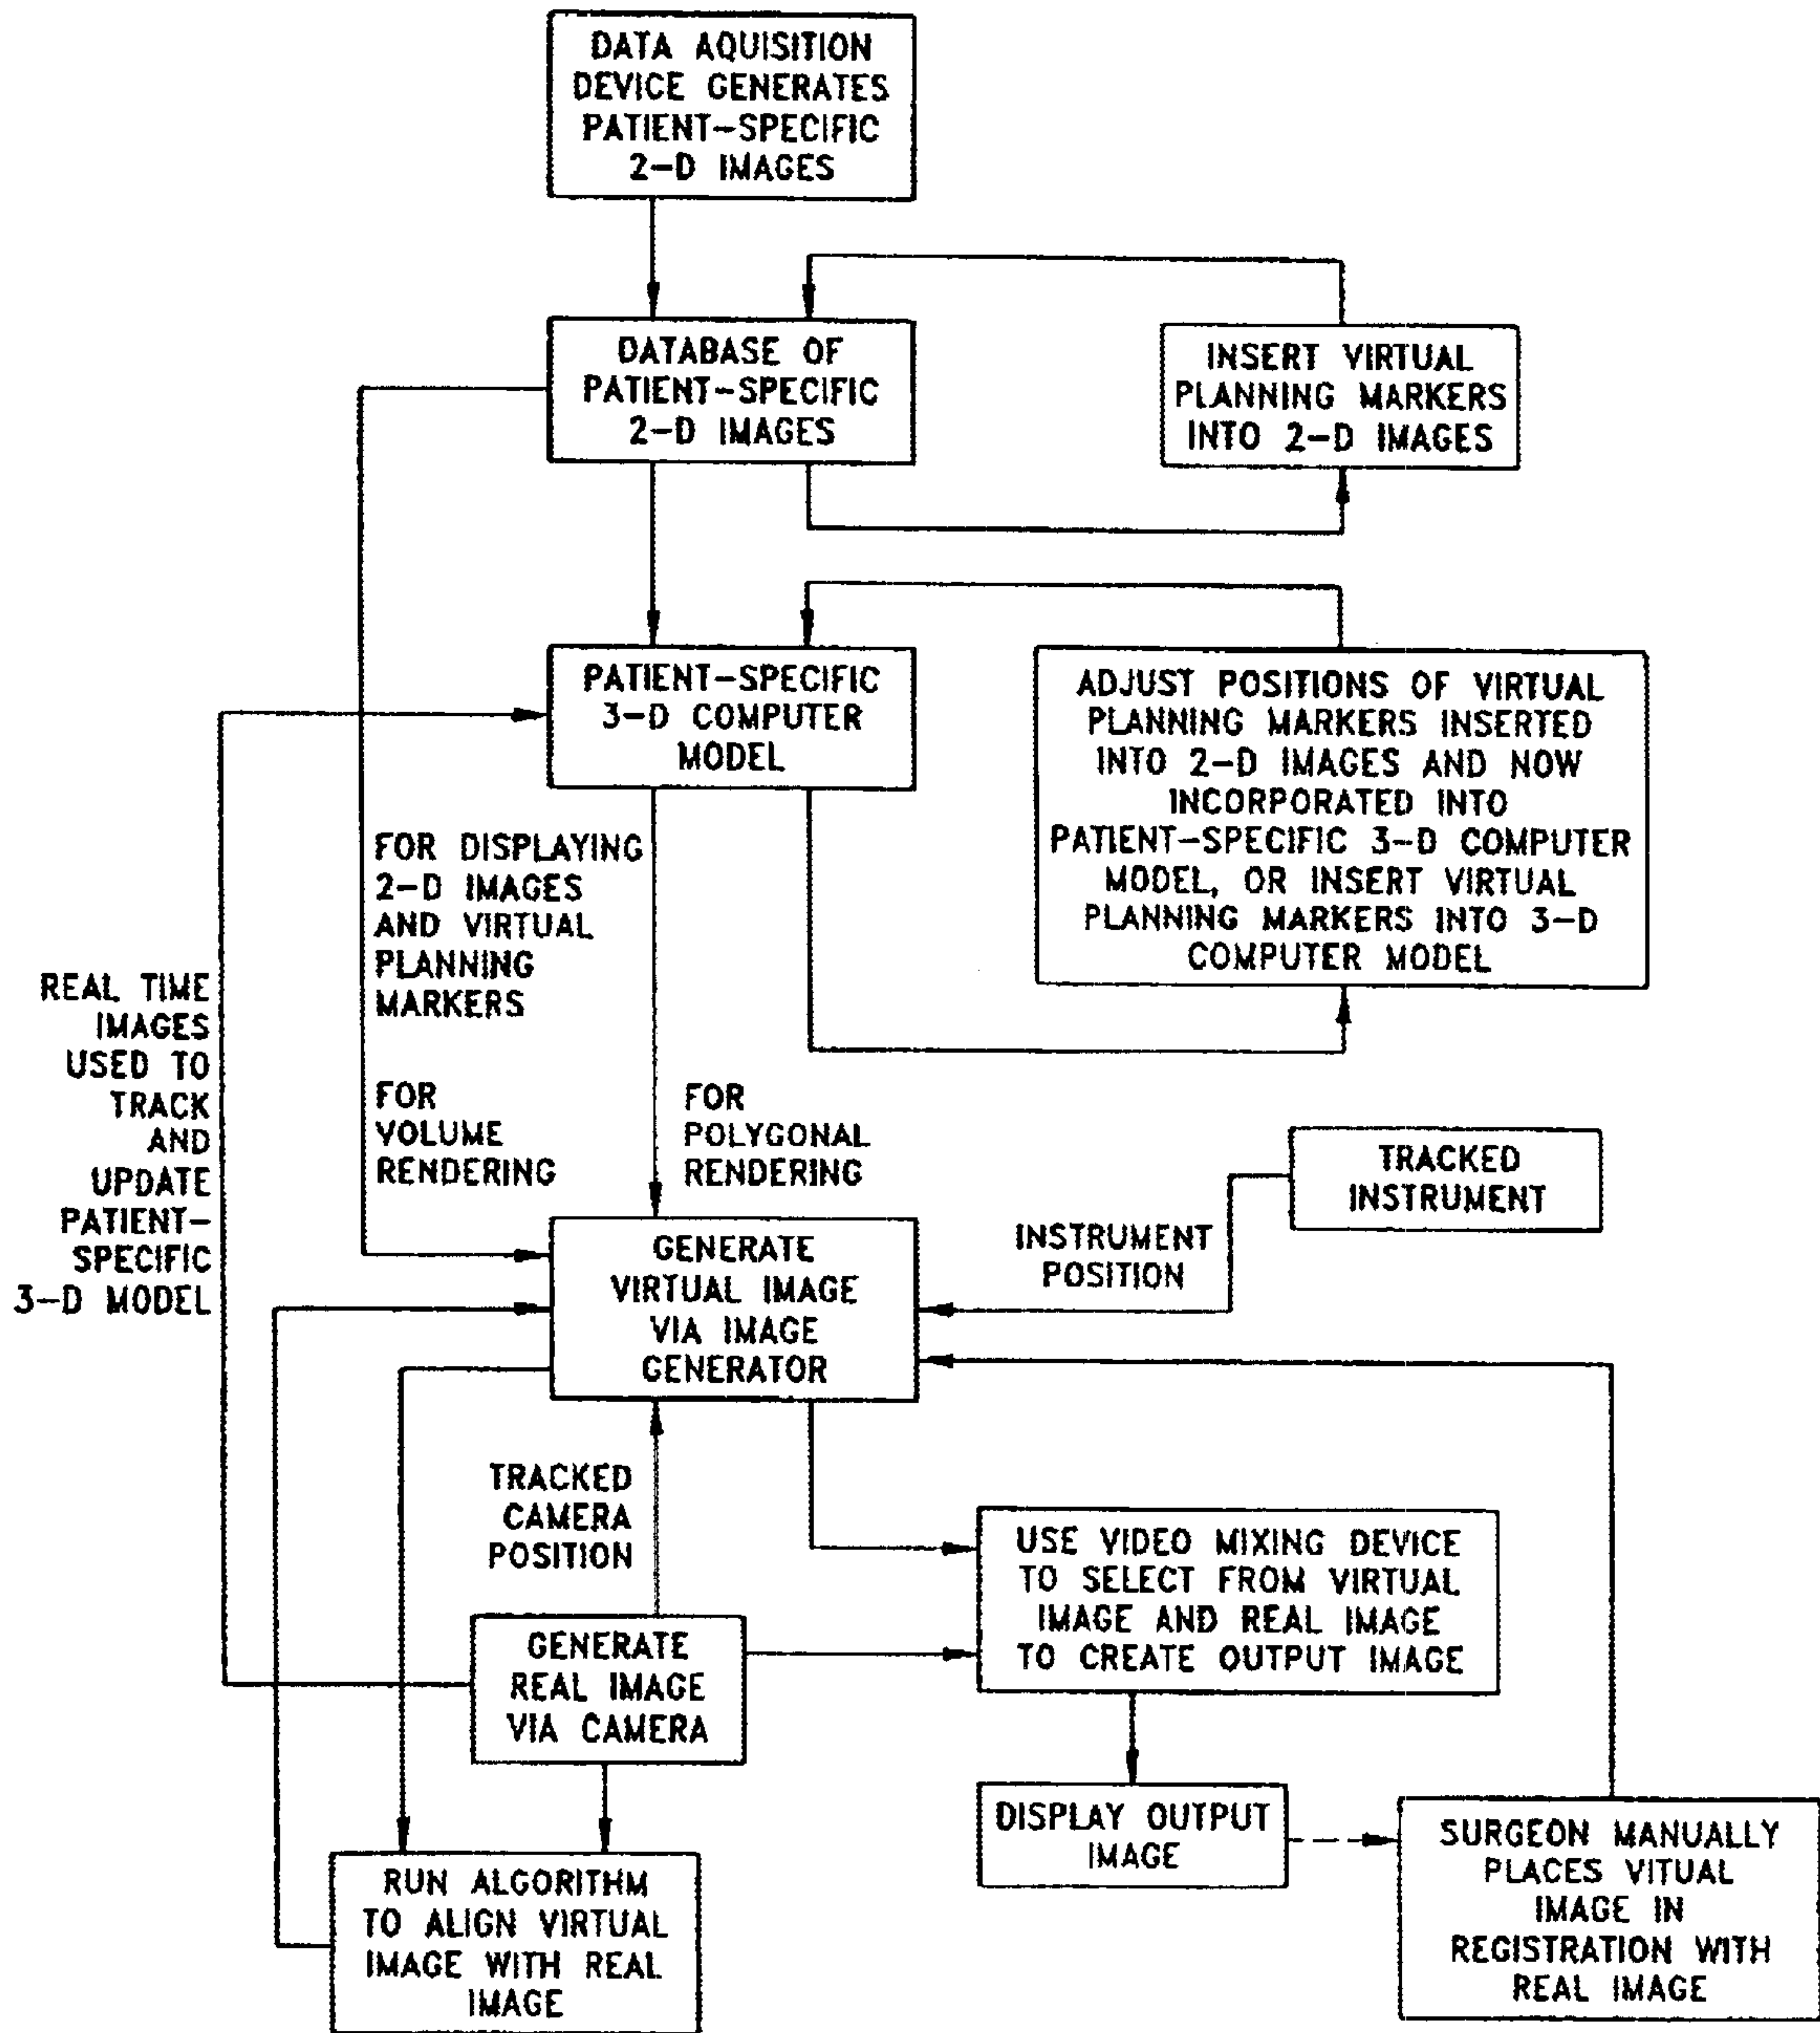 DATA AQUISITION
DEVICE GENERATES
PATIENT-SPECIFIC
2-D IMAGES
DATABASE OF
PATIENT-SPECIFIC
2-D IMAGES
INSERT VIRTUAL
PLANNING MARKERS
INTO 2-D IMAGES
PATIENT-SPECIFIC
3-D COMPUTER
MODEL
ADJUST POSITIONS OF VIRTUAL
PLANNING MARKERS INSERTED
INTO 2-D IMAGES AND NOW
INCORPORATED INTO
PATIENT-SPECIFIC 3-D COMPUTER
MODEL, OR INSERT VIRTUAL
PLANNING MARKERS INTO 3-D
COMPUTER MODEL
FOR DISPLAYING
2-D IMAGES
AND VIRTUAL
PLANNING
MARKERS
REAL TIME
IMAGES
USED TO
TRACK
AND
UPDATE
PATIENT-
SPECIFIC
3-D MODEL
FOR
VOLUME
RENDERING
FOR
POLYGONAL
RENDERING
TRACKED
INSTRUMENT
INSTRUMENT
POSITION
GENERATE
VIRTUAL IMAGE
VIA IMAGE
GENERATOR
TRACKED
CAMERA
POSITION
USE VIDEO MIXING DEVICE
TO SELECT FROM VIRTUAL
IMAGE AND REAL IMAGE
TO CREATE OUTPUT IMAGE
GENERATE
REAL IMAGE
VIA CAMERA
DISPLAY OUTPUT
IMAGE
SURGEON MANUALLY
PLACES VITUAL
IMAGE IN
REGISTRATION WITH
REAL IMAGE
RUN ALGORITHM
TO ALIGN VIRTUAL
IMAGE WITH REAL
IMAGE